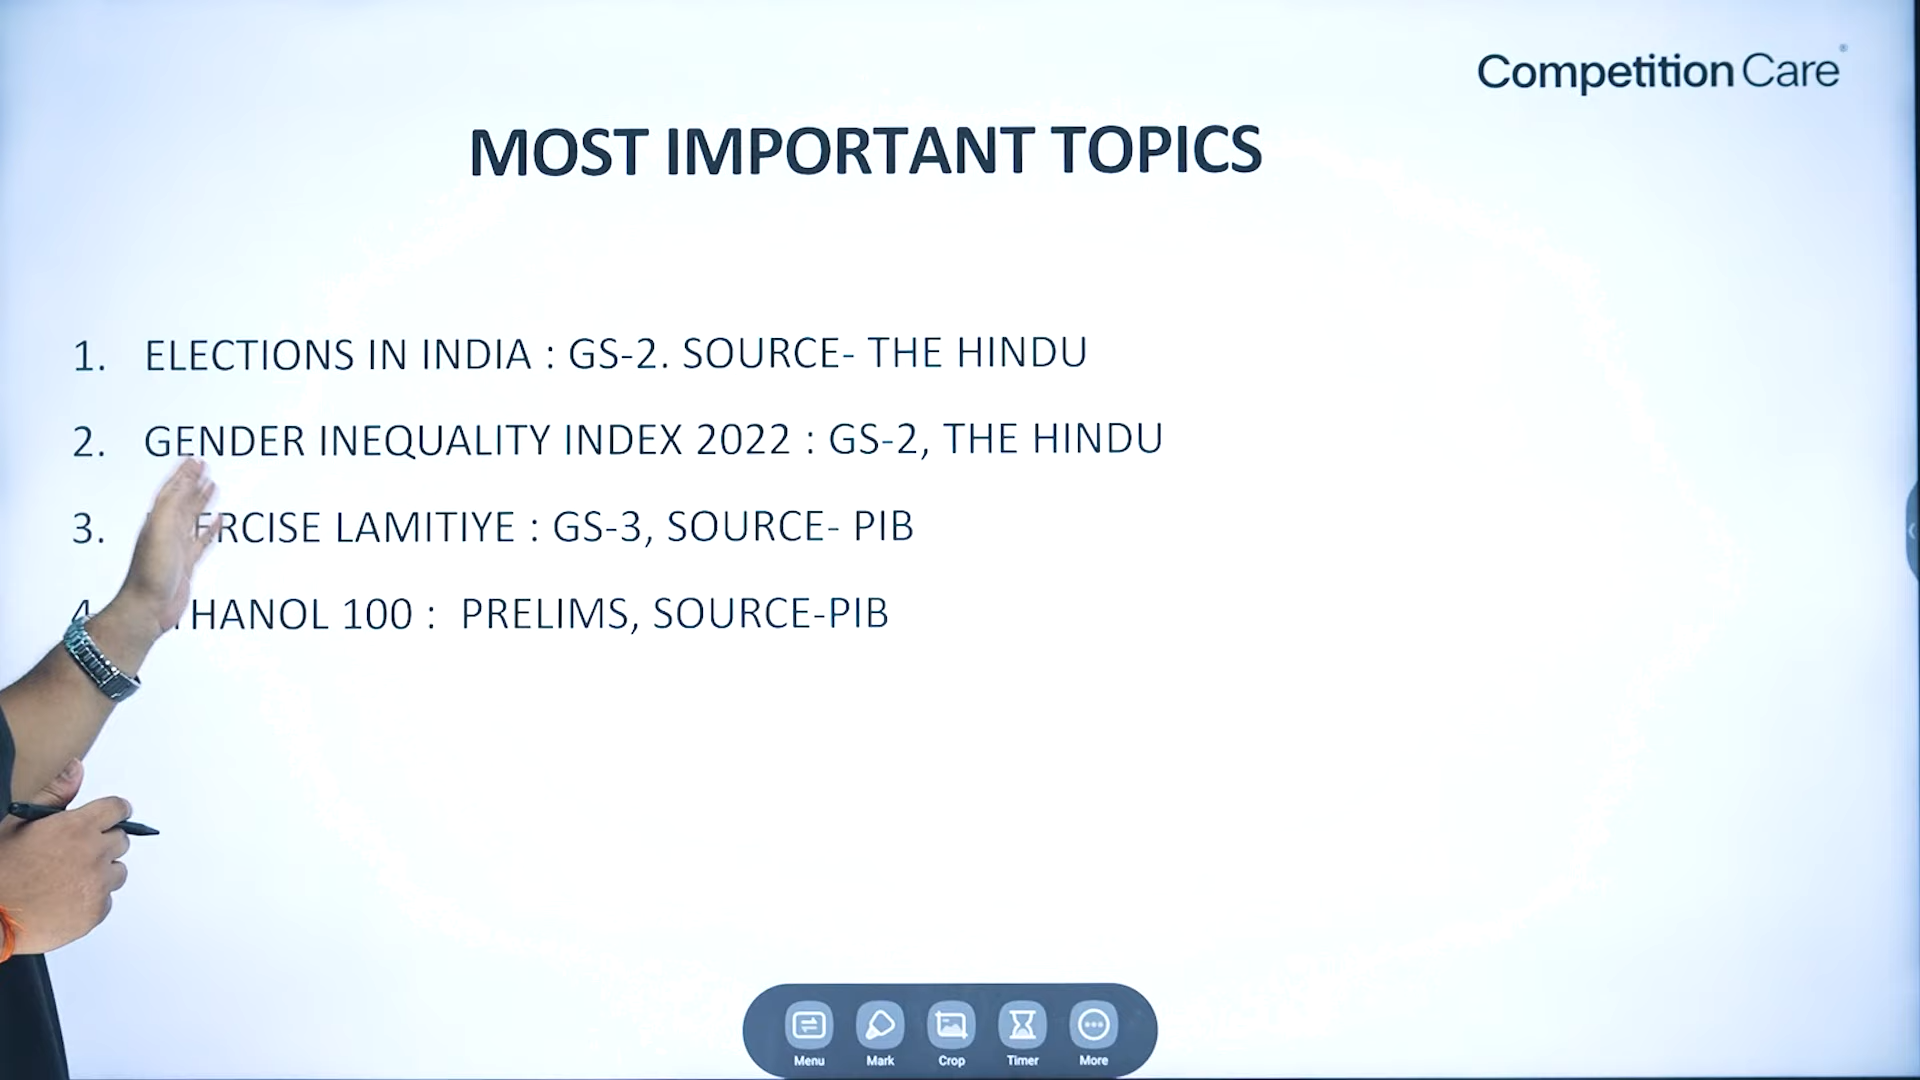 Competition Care®
MOST IMPORTANT TOPICS
1. ELECTIONS IN INDIA : GS-2. SOURCE- THE HINDU
2. GENDER INEQUALITY INDEX 2022 : GS-2, THE HINDU
3. LAMITIYE : GS-3, SOURCE- PIB
100 : PRELIMS, SOURCE-PIB
Menu Mark Crop Timer More